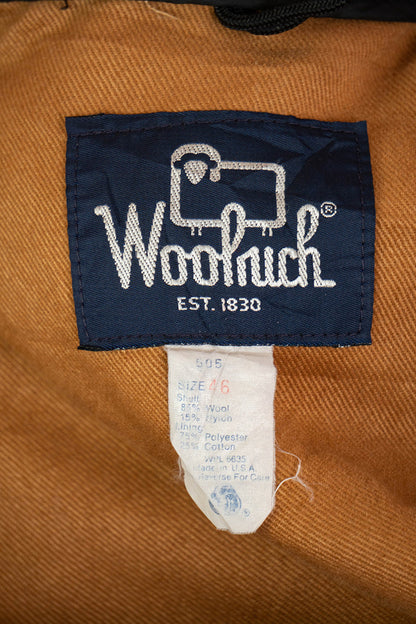 Woolrich®
EST. 1830
505
SIZE 46
Shell:
85% Wool
15% Nylon
Lining:
75% Polyester
25% Cotton
WPL 6635
Made in U.S.A.
Reverse For Care